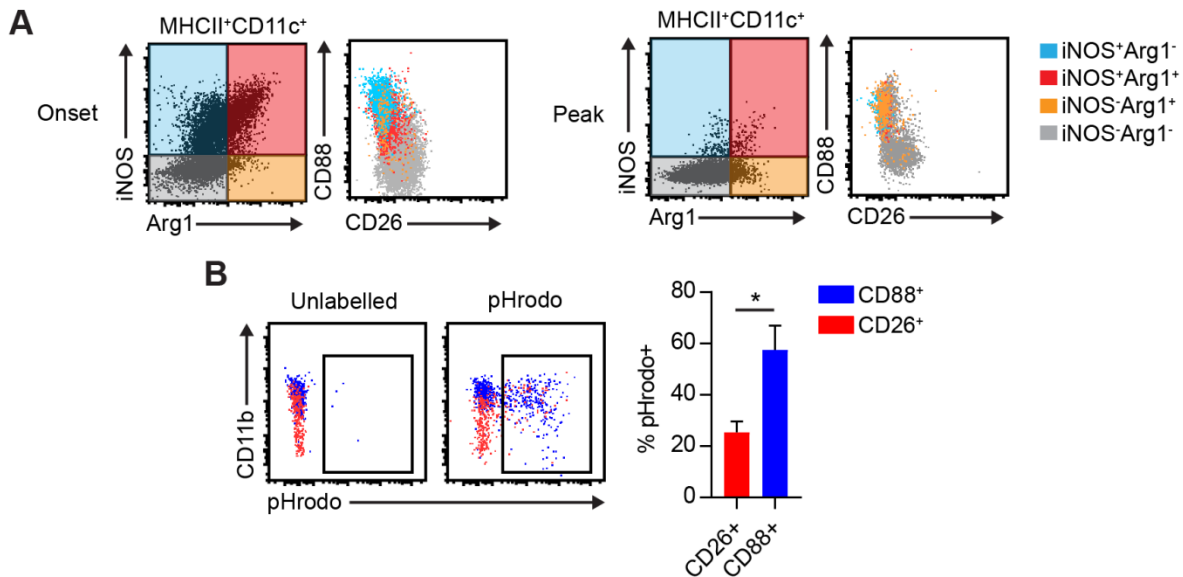 A
MHCII⁺CD11c⁺
Onset
iNOS
Arg1
CD88
CD26
MHCII⁺CD11c⁺
Peak
iNOS
Arg1
CD88
CD26
iNOS⁺Arg1⁻
iNOS⁺Arg1⁺
iNOS⁻Arg1⁺
iNOS⁻Arg1⁻
B
Unlabelled
pHrodo
CD11b
pHrodo
% pHrodo+
80
60
40
20
0
*
CD26+
CD88+
CD88⁺
CD26⁺